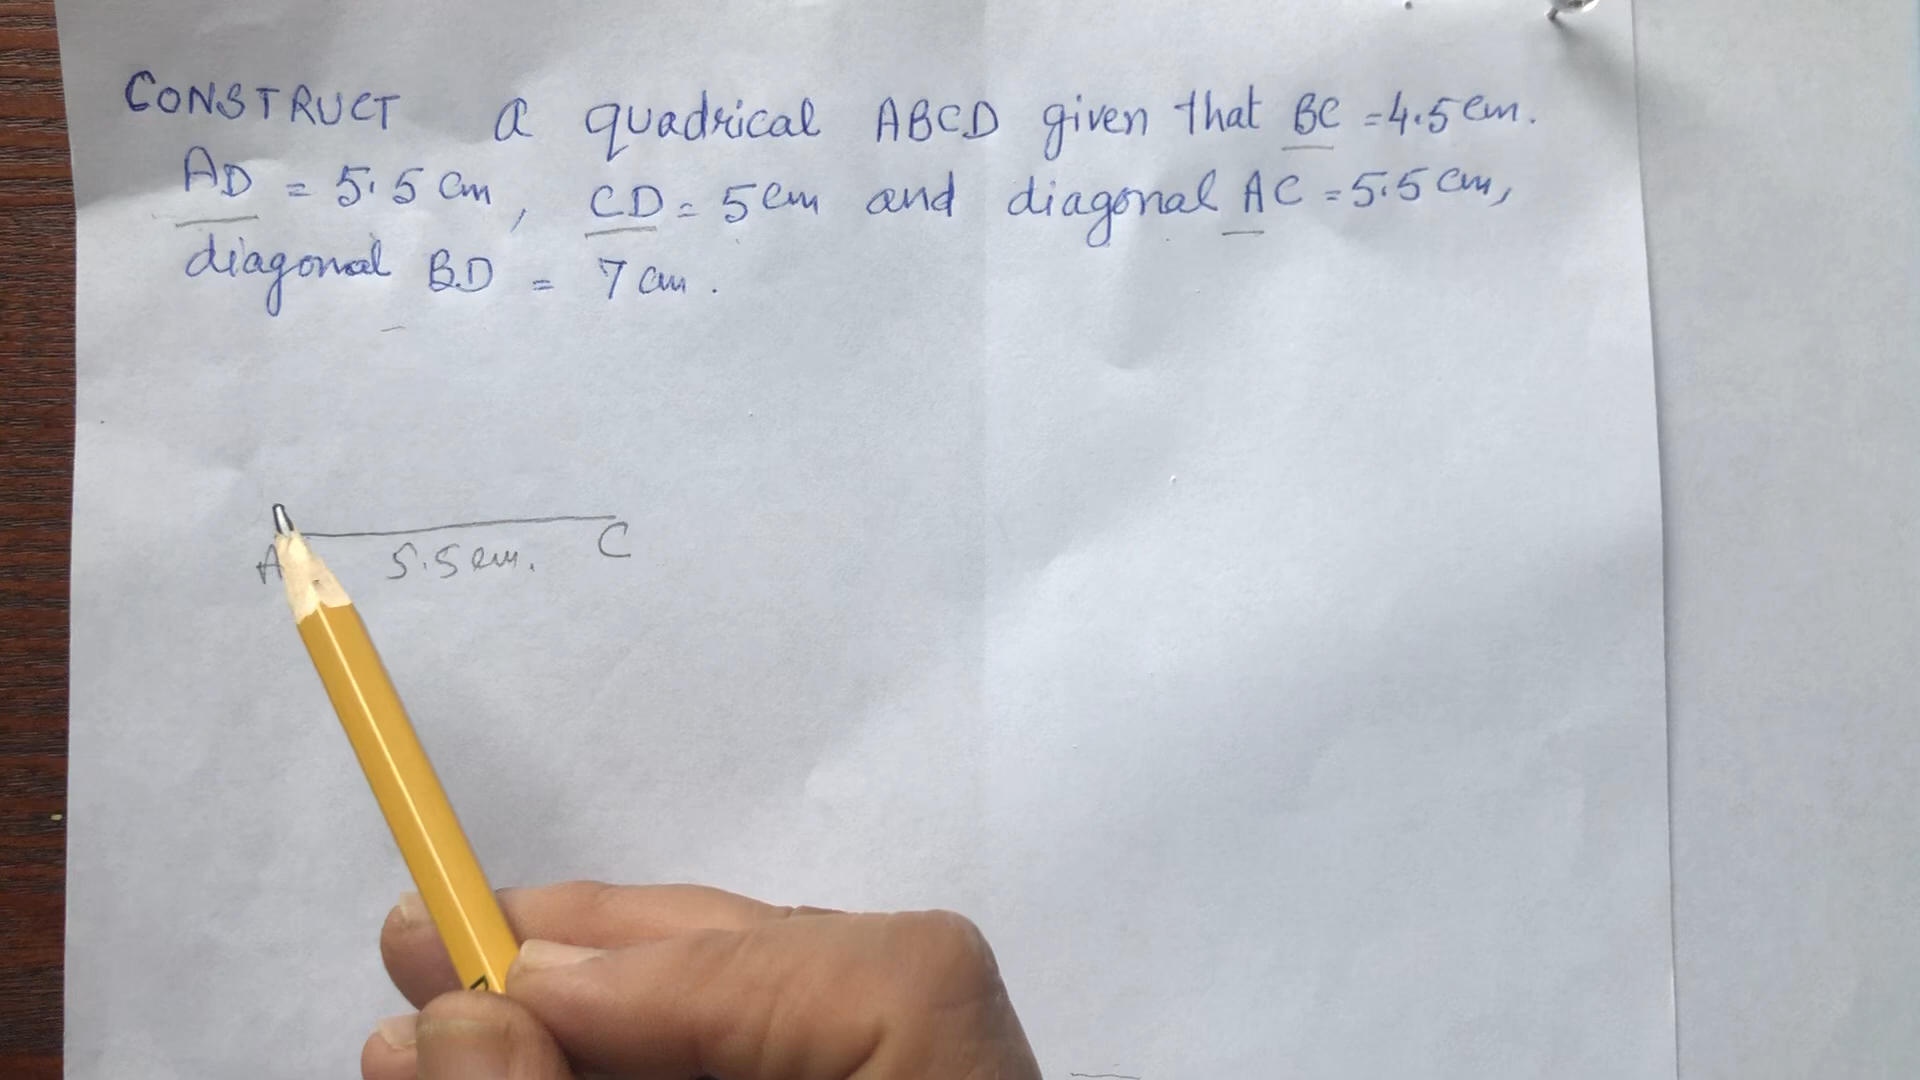 CONSTRUCT a quadrical ABCD given that BC = 4.5 cm.
AD = 5.5 cm, CD = 5 cm and diagonal AC = 5.5 cm,
diagonal BD = 7 cm.
A 5.5 cm. C